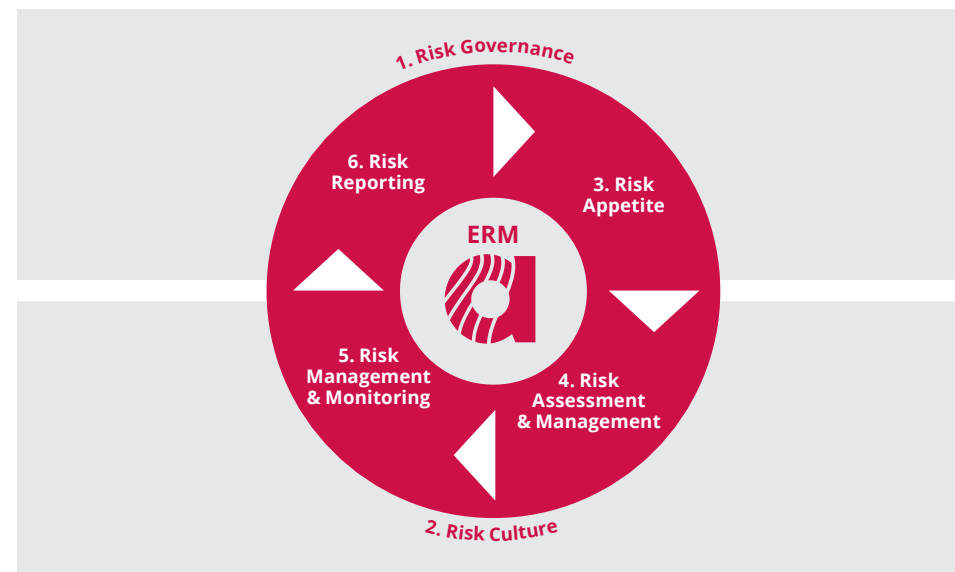 1. Risk Governance
6. Risk
Reporting
3. Risk
Appetite
ERM
5. Risk
Management
& Monitoring
4. Risk
Assessment
& Management
2. Risk Culture